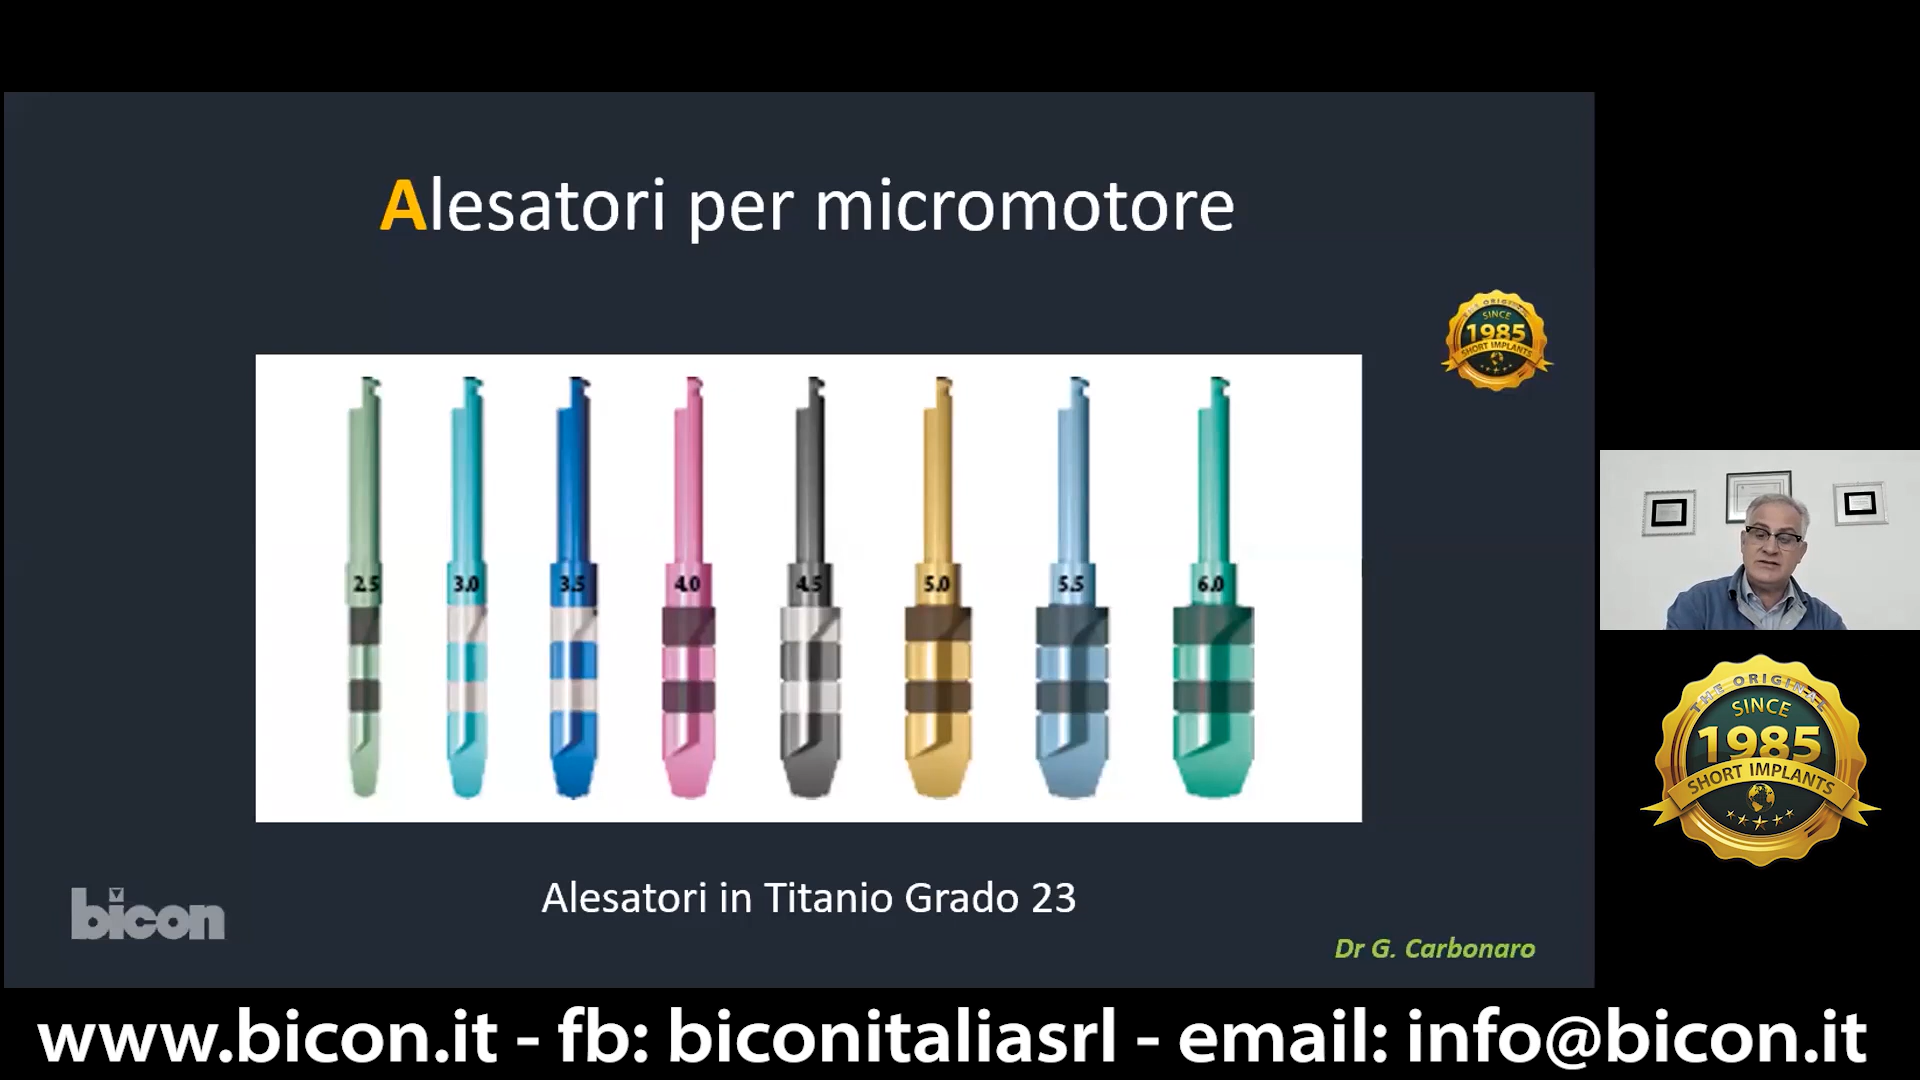 Alesatori per micromotore
THE ORIGINAL
SINCE
1985
SHORT IMPLANTS
2.5 3.0 3.5 4.0 4.5 5.0 5.5 6.0
THE ORIGINAL
SINCE
1985
SHORT IMPLANTS
Alesatori in Titanio Grado 23
bicon
Dr G. Carbonaro
www.bicon.it - fb: biconitaliasrl - email: info@bicon.it